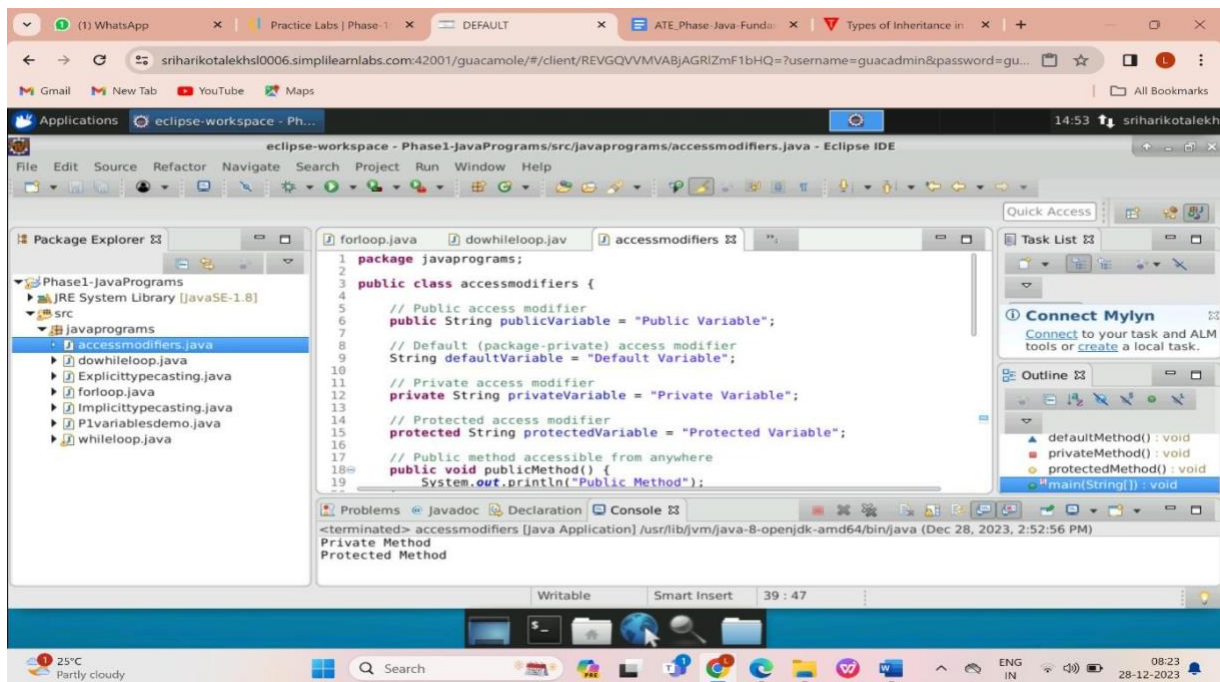 (1) WhatsApp
Practice Labs | Phase-1
DEFAULT
ATE_Phase-Java-Funda
Types of Inheritance in
sriharikotalekhsl0006.simplilearnlabs.com:42001/guacamole/#/client/REVGQVVMVABjAGRlZmF1bHQ=?username=guacadmin&password=gu...
Gmail New Tab YouTube Maps
All Bookmarks
Applications eclipse-workspace - Ph...
14:53 sriharikotalekh
eclipse-workspace - Phase1-JavaPrograms/src/javaprograms/accessmodifiers.java - Eclipse IDE
File Edit Source Refactor Navigate Search Project Run Window Help
Quick Access
Package Explorer
Phase1-JavaPrograms
JRE System Library [JavaSE-1.8]
src
javaprograms
accessmodifiers.java
dowhileloop.java
Explicittypecasting.java
forloop.java
Implicittypecasting.java
P1variablesdemo.java
whileloop.java
forloop.java dowhileloop.jav accessmodifiers
1 package javaprograms;
2
3 public class accessmodifiers {
4
5 // Public access modifier
6 public String publicVariable = "Public Variable";
7
8 // Default (package-private) access modifier
9 String defaultVariable = "Default Variable";
10
11 // Private access modifier
12 private String privateVariable = "Private Variable";
13
14 // Protected access modifier
15 protected String protectedVariable = "Protected Variable";
16
17 // Public method accessible from anywhere
18 public void publicMethod() {
19 System.out.println("Public Method");
Task List
Connect Mylyn
Connect to your task and ALM
tools or create a local task.
Outline
defaultMethod() : void
privateMethod() : void
protectedMethod() : void
main(String[]) : void
Problems Javadoc Declaration Console
<terminated> accessmodifiers [Java Application] /usr/lib/jvm/java-8-openjdk-amd64/bin/java (Dec 28, 2023, 2:52:56 PM)
Private Method
Protected Method
Writable Smart Insert 39 : 47
25°C
Partly cloudy
Search
ENG
IN
08:23
28-12-2023